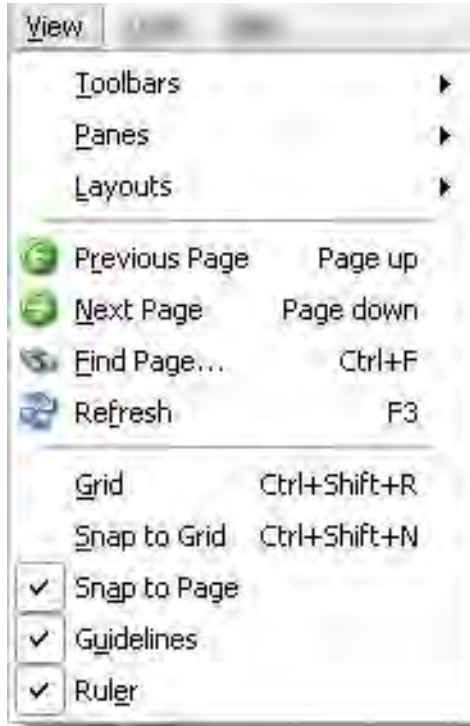 View
Toolbars
Panes
Layouts
Previous Page Page up
Next Page Page down
Find Page... Ctrl+F
Refresh F3
Grid Ctrl+Shift+R
Snap to Grid Ctrl+Shift+N
Snap to Page
Guidelines
Ruler